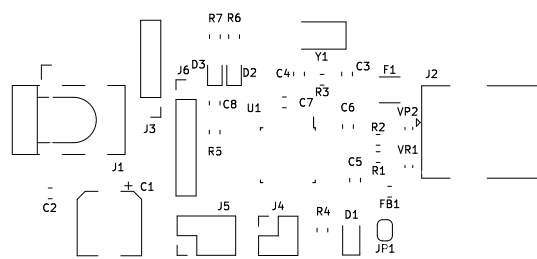 R7 R6
Y1
D3 J6 D2 C4 C3 F1 J2
R3
C8 U1 C7 C6 VP2
J3 R2
R5 VR1
J1 C5 R1
C2 C1 J5 J4 R4 D1 FB1
JP1